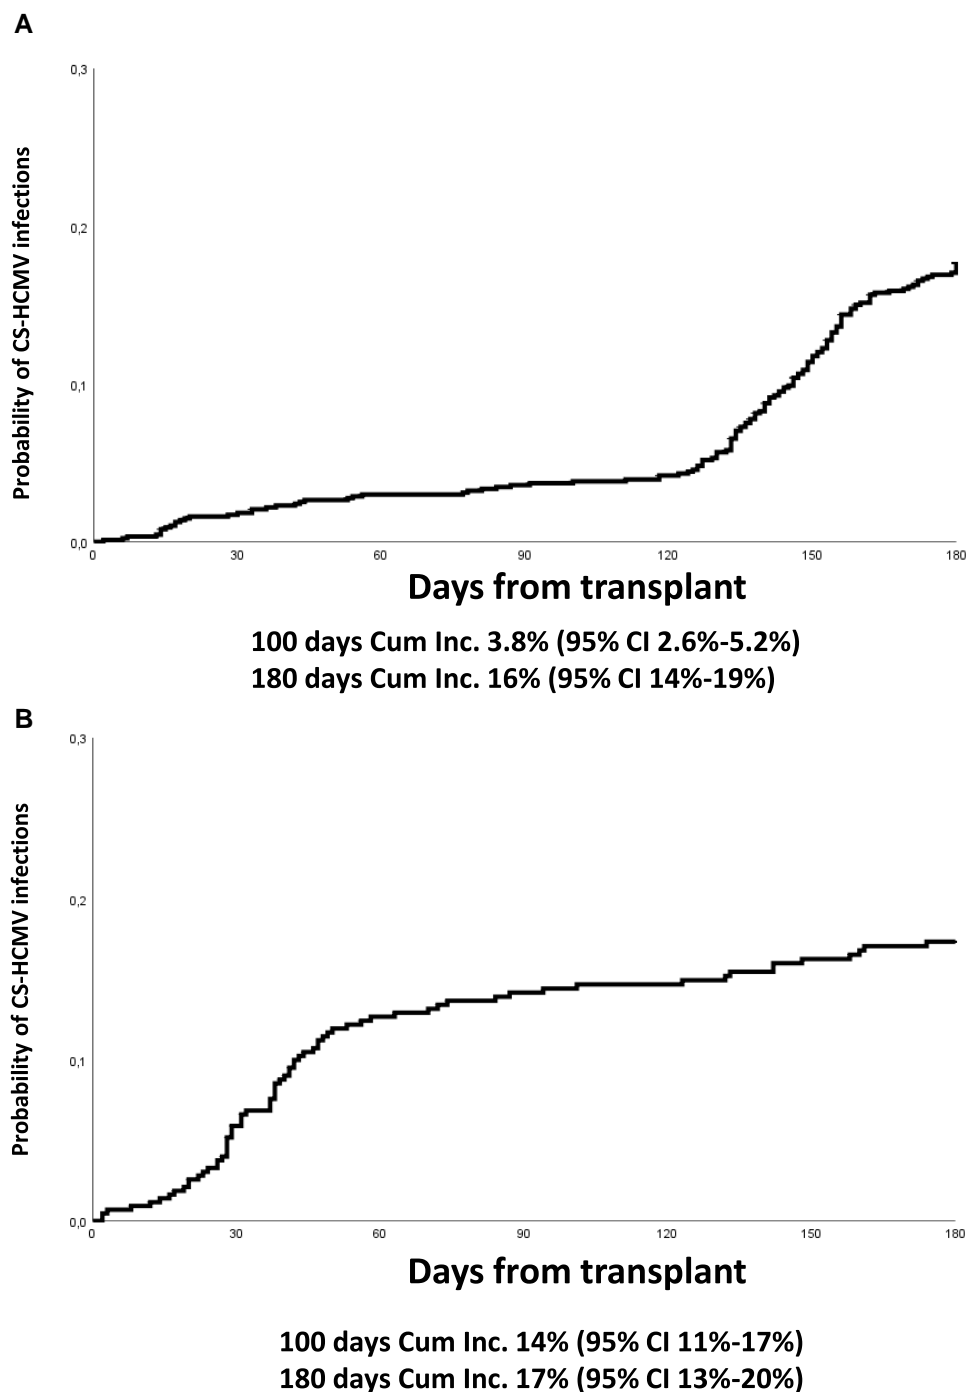 A
Probability of CS-HCMV infections
0,3
0,2
0,1
0,0
0 30 60 90 120 150 180
Days from transplant
100 days Cum Inc. 3.8% (95% CI 2.6%-5.2%)
180 days Cum Inc. 16% (95% CI 14%-19%)
B
Probability of CS-HCMV infections
0,3
0,2
0,1
0,0
0 30 60 90 120 150 180
Days from transplant
100 days Cum Inc. 14% (95% CI 11%-17%)
180 days Cum Inc. 17% (95% CI 13%-20%)